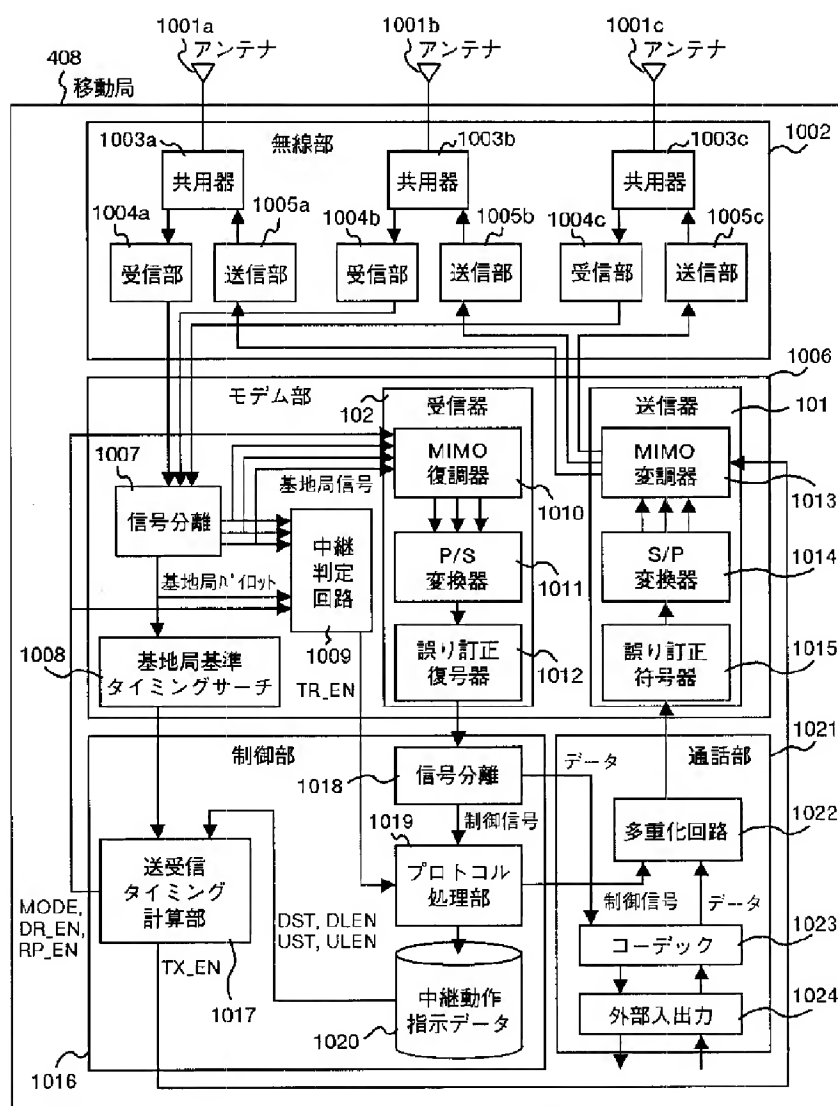 1001a
アンテナ
1001b
アンテナ
1001c
アンテナ
408
移動局
無線部
1002
1003a
共用器
1003b
共用器
1003c
共用器
1004a
受信部
1005a
送信部
1004b
受信部
1005b
送信部
1004c
受信部
1005c
送信部
1006
モデム部
102
受信器
送信器
101
1007
信号分離
基地局信号
MIMO
復調器
1010
MIMO
変調器
1013
中継
判定
回路
1009
P/S
変換器
1011
S/P
変換器
1014
基地局パイロット
1008
基地局基準
タイミングサーチ
TR_EN
誤り訂正
復号器
1012
誤り訂正
符号器
1015
制御部
1018
信号分離
データ
通話部
1021
制御信号
1019
プロトコル
処理部
多重化回路
1022
送受信
タイミング
計算部
1017
MODE,
DR_EN,
RP_EN
TX_EN
DST, DLEN
UST, ULEN
制御信号
データ
コーデック
1023
中継動作
指示データ
1020
外部入出力
1024
1016